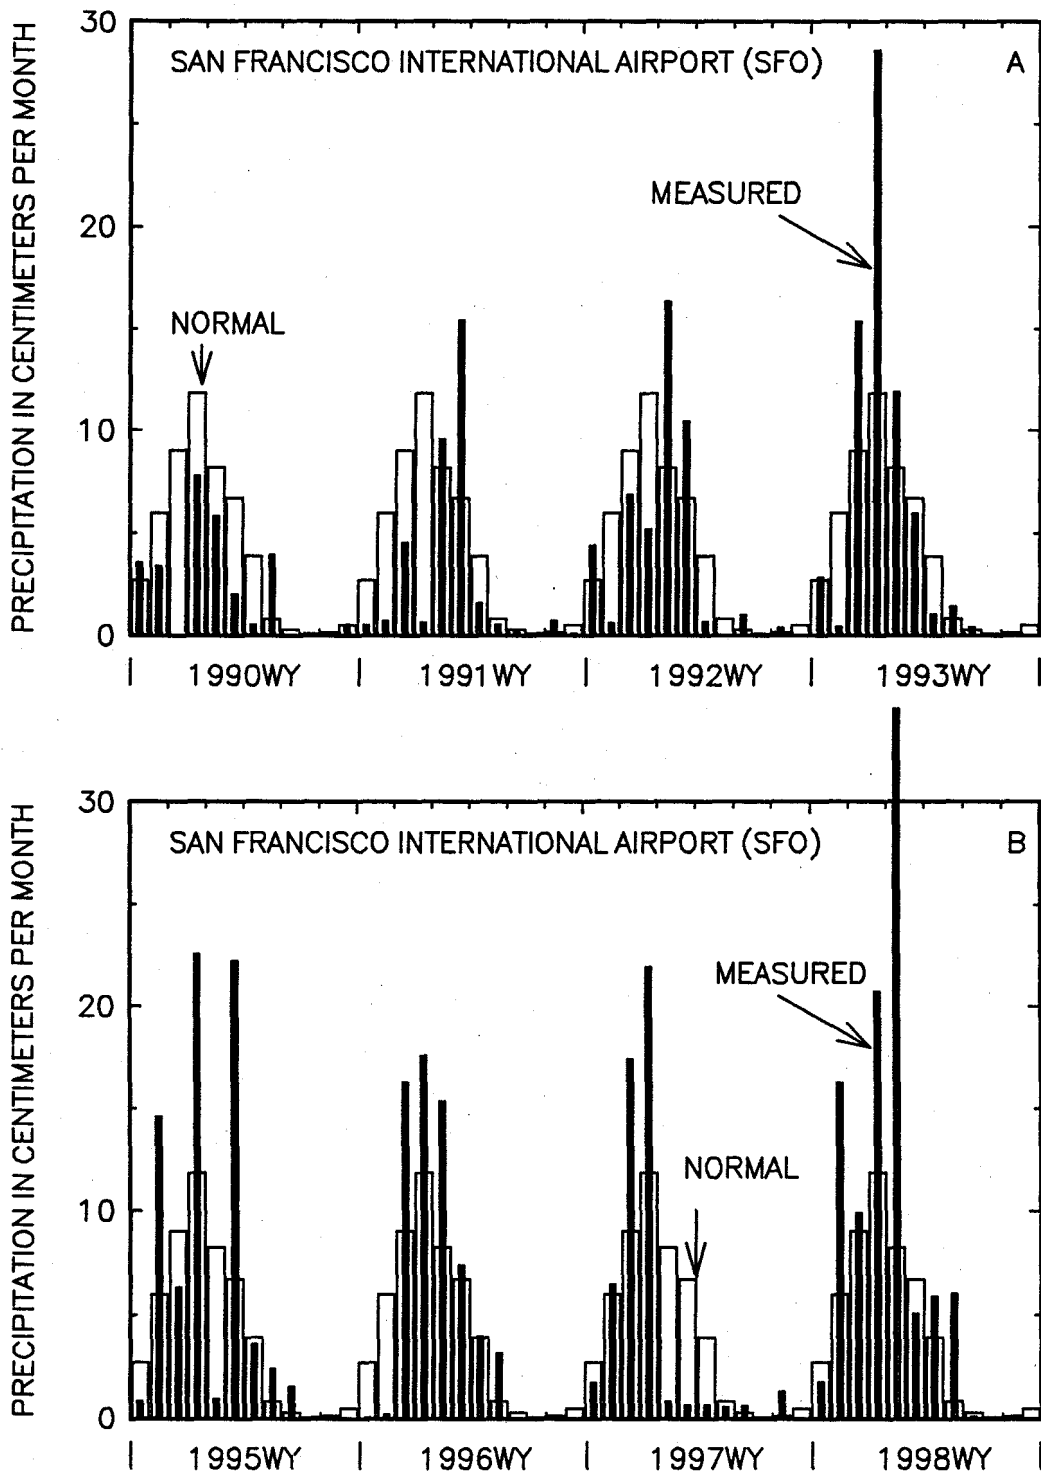 PRECIPITATION IN CENTIMETERS PER MONTH
30
20
10
0
SAN FRANCISCO INTERNATIONAL AIRPORT (SFO)
A
MEASURED
NORMAL
1990WY
1991WY
1992WY
1993WY
PRECIPITATION IN CENTIMETERS PER MONTH
30
20
10
0
SAN FRANCISCO INTERNATIONAL AIRPORT (SFO)
B
MEASURED
NORMAL
1995WY
1996WY
1997WY
1998WY